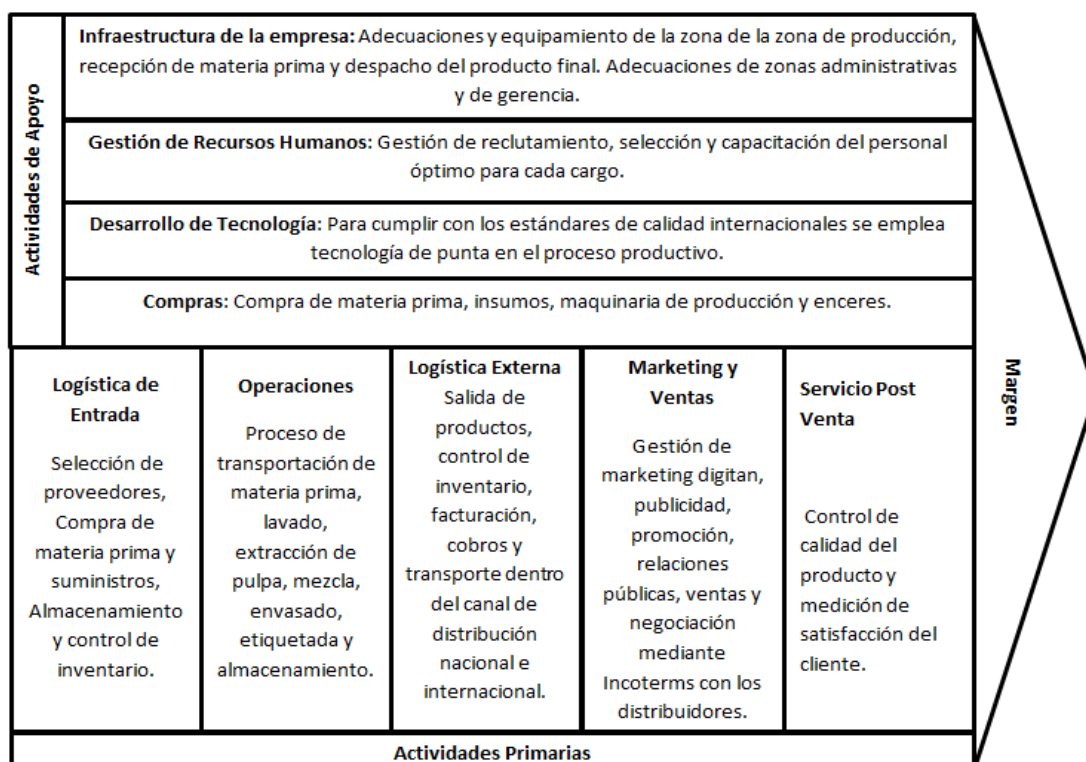 Actividades de Apoyo
Infraestructura de la empresa: Adecuaciones y equipamiento de la zona de la zona de producción,
recepción de materia prima y despacho del producto final. Adecuaciones de zonas administrativas
y de gerencia.
Gestión de Recursos Humanos: Gestión de reclutamiento, selección y capacitación del personal
óptimo para cada cargo.
Desarrollo de Tecnología: Para cumplir con los estándares de calidad internacionales se emplea
tecnología de punta en el proceso productivo.
Compras: Compra de materia prima, insumos, maquinaria de producción y enceres.
Logística de
Entrada
Selección de
proveedores,
Compra de
materia prima y
suministros,
Almacenamiento
y control de
inventario.
Operaciones
Proceso de
transportación de
materia prima,
lavado,
extracción de
pulpa, mezcla,
envasado,
etiquetada y
almacenamiento.
Logística Externa
Salida de
productos,
control de
inventario,
facturación,
cobros y
transporte dentro
del canal de
distribución
nacional e
internacional.
Marketing y
Ventas
Gestión de
marketing digitan,
publicidad,
promoción,
relaciones
públicas, ventas y
negociación
mediante
Incoterms con los
distribuidores.
Servicio Post
Venta
Control de
calidad del
producto y
medición de
satisfacción del
cliente.
Margen
Actividades Primarias